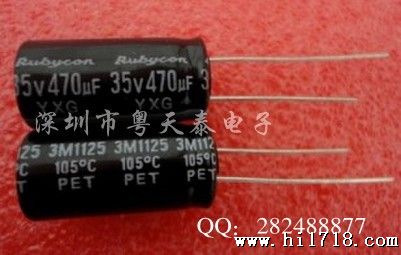 Rubycon Rubycon
35V470µF 35V470µF 3
YXG YXG
深圳市粤天泰电子
1125 3M1125 3M1125
105°C 105°C
PET PET
QQ: 282488877
www.hi1718.com